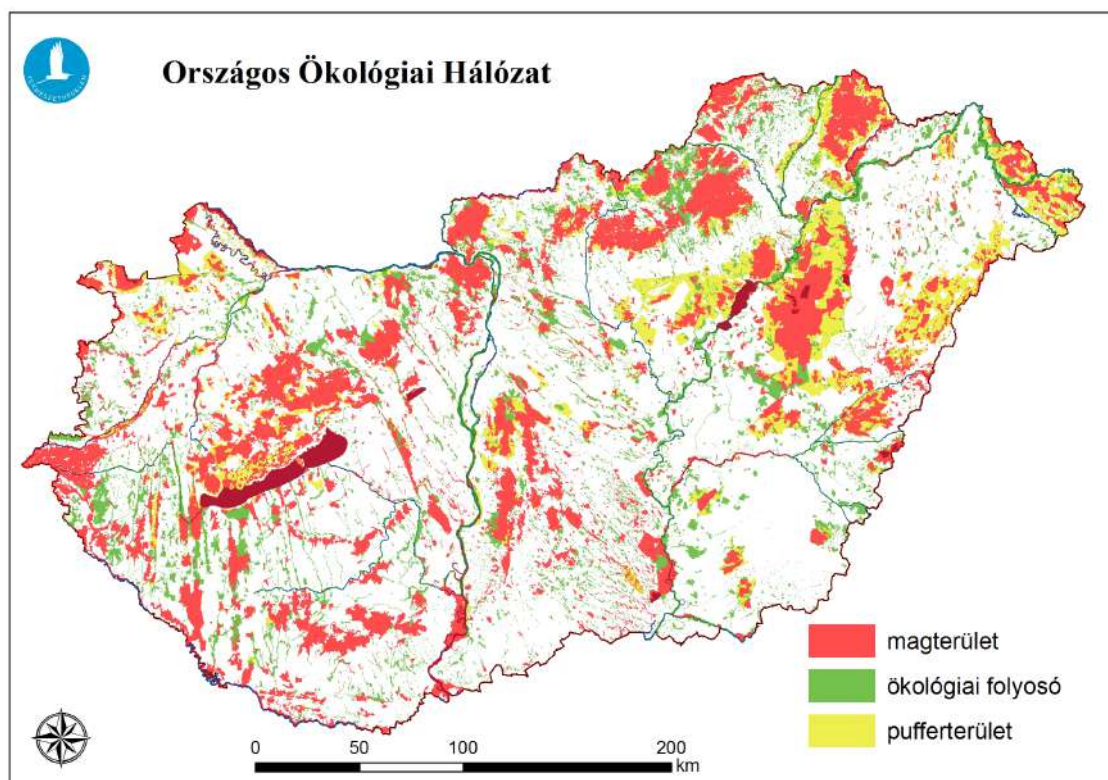 Országos Ökológiai Hálózat
magterület
ökológiai folyosó
pufferterület
0 50 100 200
km